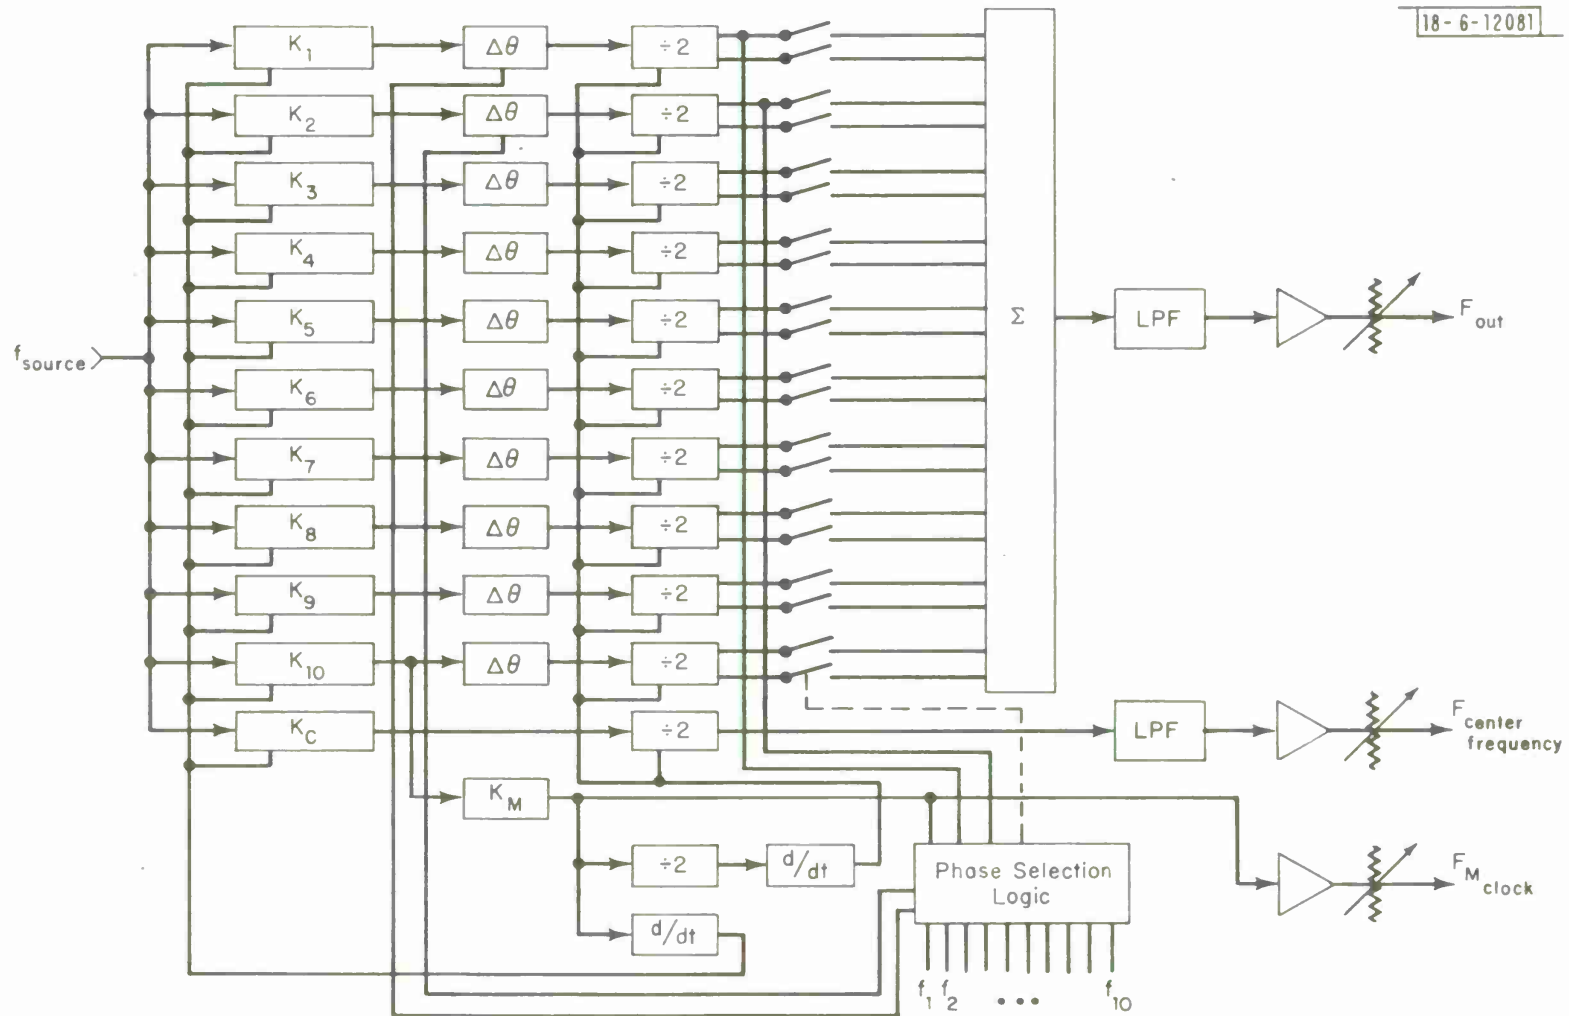 18-6-12081
K1 Δθ ÷2
K2 Δθ ÷2
K3 Δθ ÷2
K4 Δθ ÷2
K5 Δθ ÷2
Σ LPF Fout
fsource
K6 Δθ ÷2
K7 Δθ ÷2
K8 Δθ ÷2
K9 Δθ ÷2
K10 Δθ ÷2
KC ÷2 LPF Fcenter
frequency
KM
÷2 d/dt Phase Selection
Logic
FM clock
d/dt
f1 f2 ... f10